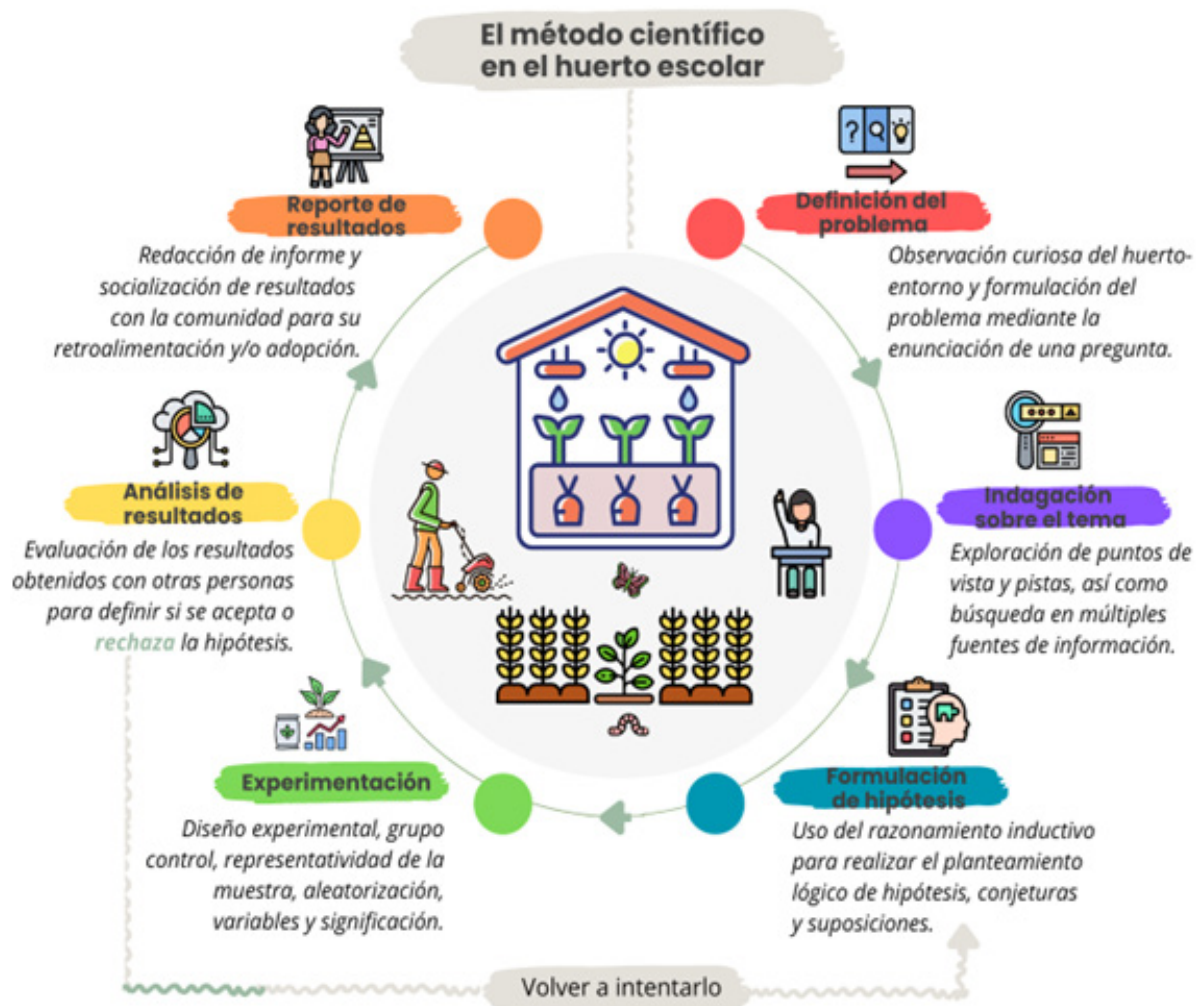 El método científico
en el huerto escolar
Definición del
problema
Observación curiosa del huerto-
entorno y formulación del
problema mediante la
enunciación de una pregunta.
Indagación
sobre el tema
Exploración de puntos de
vista y pistas, así como
búsqueda en múltiples
fuentes de información.
Formulación
de hipótesis
Uso del razonamiento inductivo
para realizar el planteamiento
lógico de hipótesis, conjeturas
y suposiciones.
Experimentación
Diseño experimental, grupo
control, representatividad de la
muestra, aleatorización,
variables y significación.
Análisis de
resultados
Evaluación de los resultados
obtenidos con otras personas
para definir si se acepta o
rechaza la hipótesis.
Reporte de
resultados
Redacción de informe y
socialización de resultados
con la comunidad para su
retroalimentación y/o adopción.
Volver a intentarlo